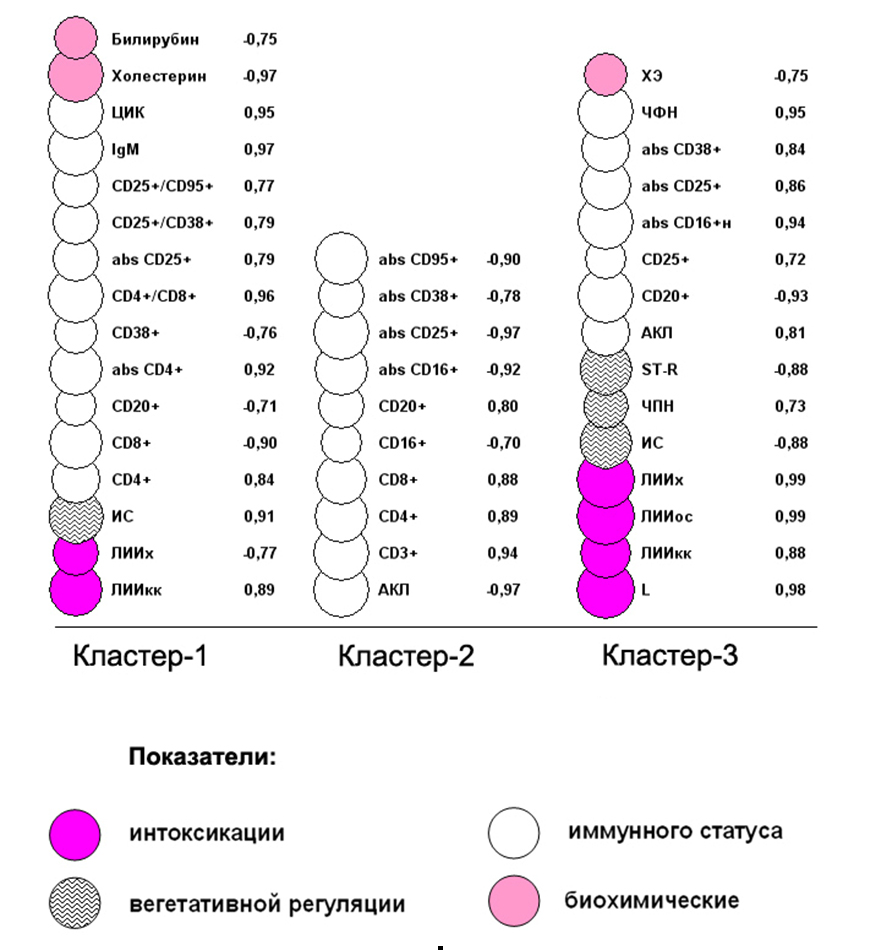 Билирубин -0,75
Холестерин -0,97
ЦИК 0,95
IgM 0,97
CD25+/CD95+ 0,77
CD25+/CD38+ 0,79
abs CD25+ 0,79
CD4+/CD8+ 0,96
CD38+ -0,76
abs CD4+ 0,92
CD20+ -0,71
CD8+ -0,90
CD4+ 0,84
ИС 0,91
ЛИИх -0,77
ЛИИкк 0,89
Кластер-1
abs CD95+ -0,90
abs CD38+ -0,78
abs CD25+ -0,97
abs CD16+ -0,92
CD20+ 0,80
CD16+ -0,70
CD8+ 0,88
CD4+ 0,89
CD3+ 0,94
АКЛ -0,97
Кластер-2
ХЭ -0,75
ЧФН 0,95
abs CD38+ 0,84
abs CD25+ 0,86
abs CD16+н 0,94
CD25+ 0,72
CD20+ -0,93
АКЛ 0,81
ST-R -0,88
ЧПН 0,73
ИС -0,88
ЛИИх 0,99
ЛИИос 0,99
ЛИИкк 0,88
L 0,98
Кластер-3
Показатели:
интоксикации
иммунного статуса
вегетативной регуляции
биохимические